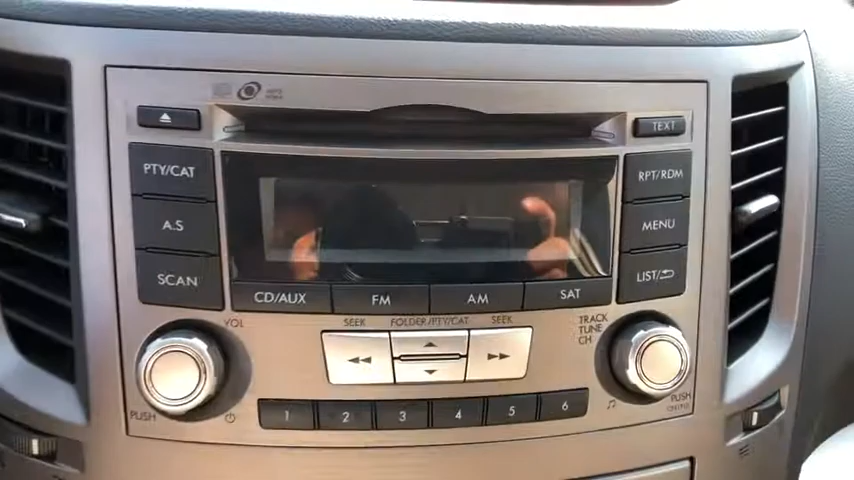 TEXT
PTY/CAT
RPT/RDM
A.S
MENU
SCAN
LIST/
CD/AUX FM AM SAT
VOL SEEK FOLDER/PTY/CAT SEEK TRACK
TUNE
CH
1 2 3 4 5 6
PUSH PUSH